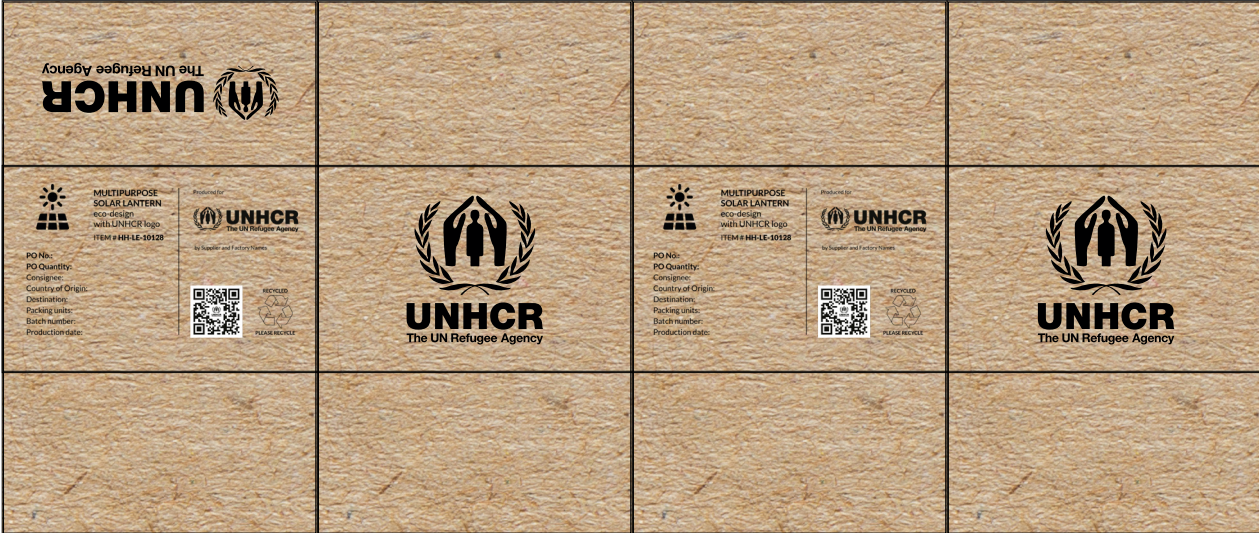 UNHCR
The UN Refugee Agency
MULTIPURPOSE
SOLAR LANTERN
eco-design
with UNHCR logo
ITEM # HH-LE-10128
PO No.:
PO Quantity:
Consignee:
Country of Origin:
Destination:
Packing units:
Batch number:
Production date:
Produced for
UNHCR
The UN Refugee Agency
by Supplier and Factory Names
RECYCLED
PLEASE RECYCLE
UNHCR
The UN Refugee Agency
MULTIPURPOSE
SOLAR LANTERN
eco-design
with UNHCR logo
ITEM # HH-LE-10128
PO No.:
PO Quantity:
Consignee:
Country of Origin:
Destination:
Packing units:
Batch number:
Production date:
Produced for
UNHCR
The UN Refugee Agency
by Supplier and Factory Names
RECYCLED
PLEASE RECYCLE
UNHCR
The UN Refugee Agency